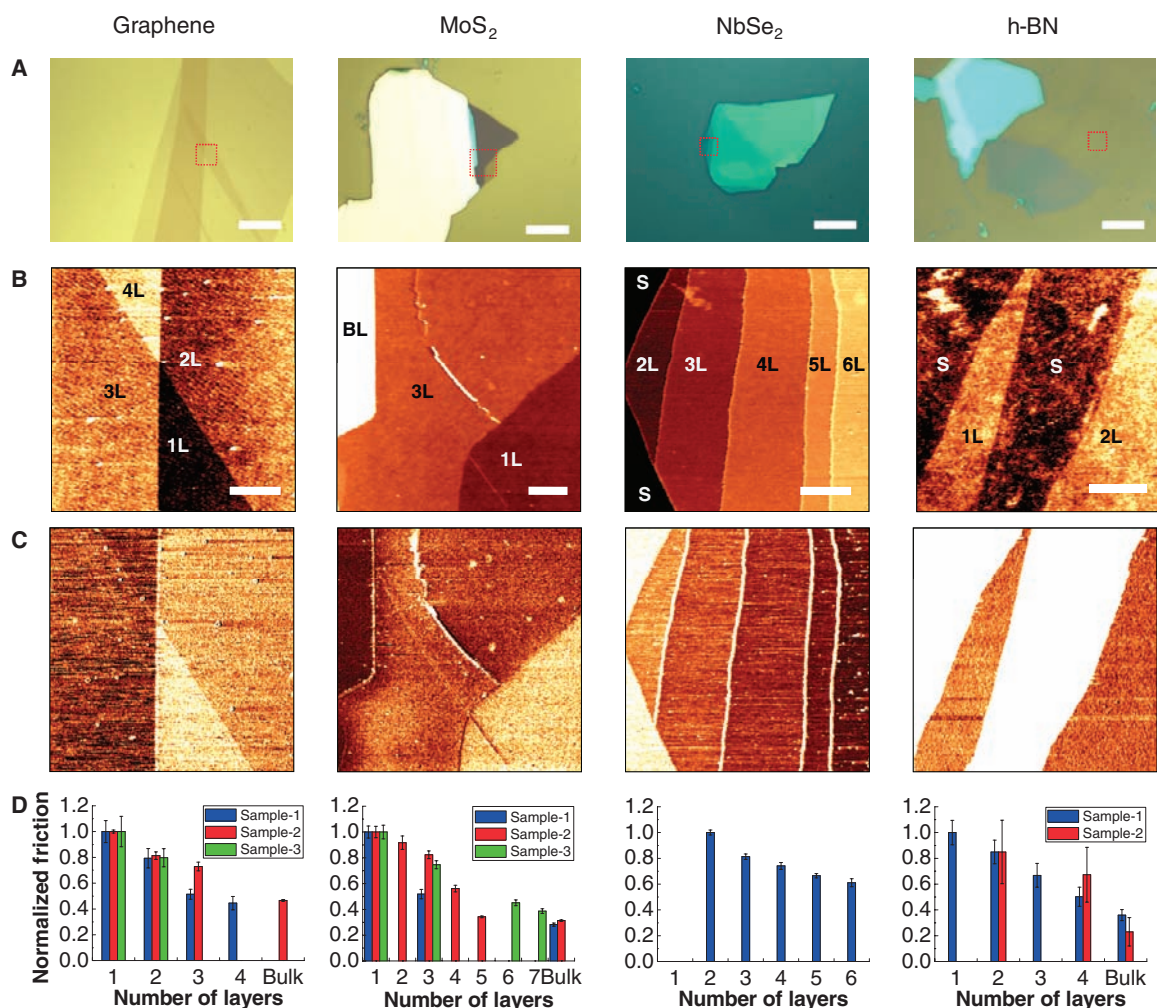 Graphene MoS2 NbSe2 h-BN
A
B
4L
2L
3L
1L
BL
3L
1L
S
2L 3L 4L 5L 6L
S
S
S
1L
2L
C
D
Normalized friction
1.2
1.0
0.8
0.6
0.4
0.2
0.0
Sample-1
Sample-2
Sample-3
1 2 3 4 Bulk
Number of layers
1.2
1.0
0.8
0.6
0.4
0.2
0.0
Sample-1
Sample-2
Sample-3
1 2 3 4 5 6 7Bulk
Number of layers
1.2
1.0
0.8
0.6
0.4
0.2
0.0
1 2 3 4 5 6
Number of layers
1.2
1.0
0.8
0.6
0.4
0.2
0.0
Sample-1
Sample-2
1 2 3 4 Bulk
Number of layers